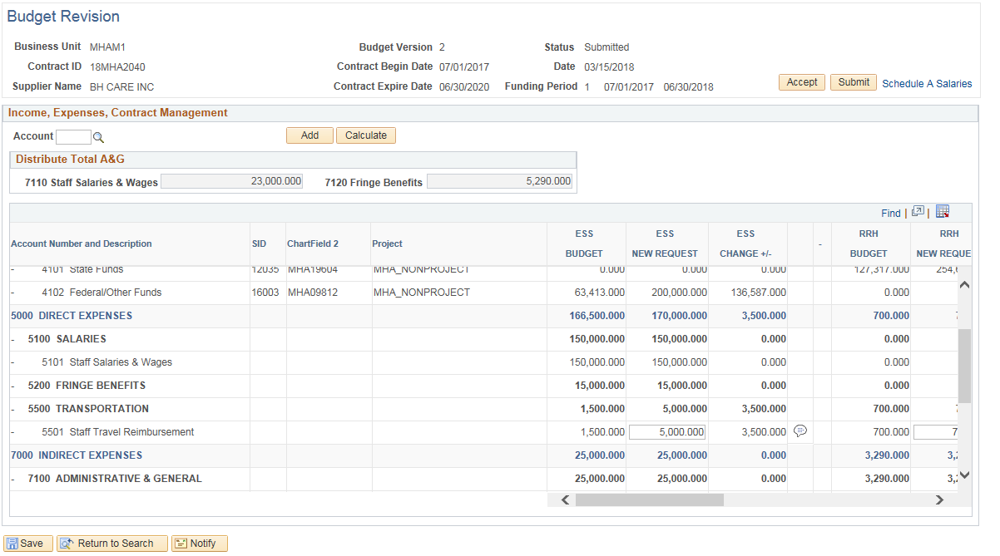 Budget Revision
Business Unit MHAM1 Budget Version 2 Status Submitted
Contract ID 18MHA2040 Contract Begin Date 07/01/2017 Date 03/15/2018
Supplier Name BH CARE INC Contract Expire Date 06/30/2020 Funding Period 1 07/01/2017 06/30/2018 Accept Submit Schedule A Salaries
Income, Expenses, Contract Management
Account Add Calculate
Distribute Total A&G
7110 Staff Salaries & Wages 23,000.000 7120 Fringe Benefits 5,290.000
Find | |
Account Number and Description SID ChartField 2 Project ESS BUDGET ESS NEW REQUEST ESS CHANGE +/- - RRH BUDGET RRH NEW REQUE
- 4101 State Funds 12035 MHA19604 MHA_NONPROJECT 0.000 0.000 0.000 127,317.000 254,
- 4102 Federal/Other Funds 16003 MHA09812 MHA_NONPROJECT 63,413.000 200,000.000 136,587.000 0.000
5000 DIRECT EXPENSES 166,500.000 170,000.000 3,500.000 700.000
- 5100 SALARIES 150,000.000 150,000.000 0.000 0.000
- 5101 Staff Salaries & Wages 150,000.000 150,000.000 0.000 0.000
- 5200 FRINGE BENEFITS 15,000.000 15,000.000 0.000 0.000
- 5500 TRANSPORTATION 1,500.000 5,000.000 3,500.000 700.000
- 5501 Staff Travel Reimbursement 1,500.000 5,000.000 3,500.000 700.000 7
7000 INDIRECT EXPENSES 25,000.000 25,000.000 0.000 3,290.000 3,2
- 7100 ADMINISTRATIVE & GENERAL 25,000.000 25,000.000 0.000 3,290.000 3,2
Save Return to Search Notify